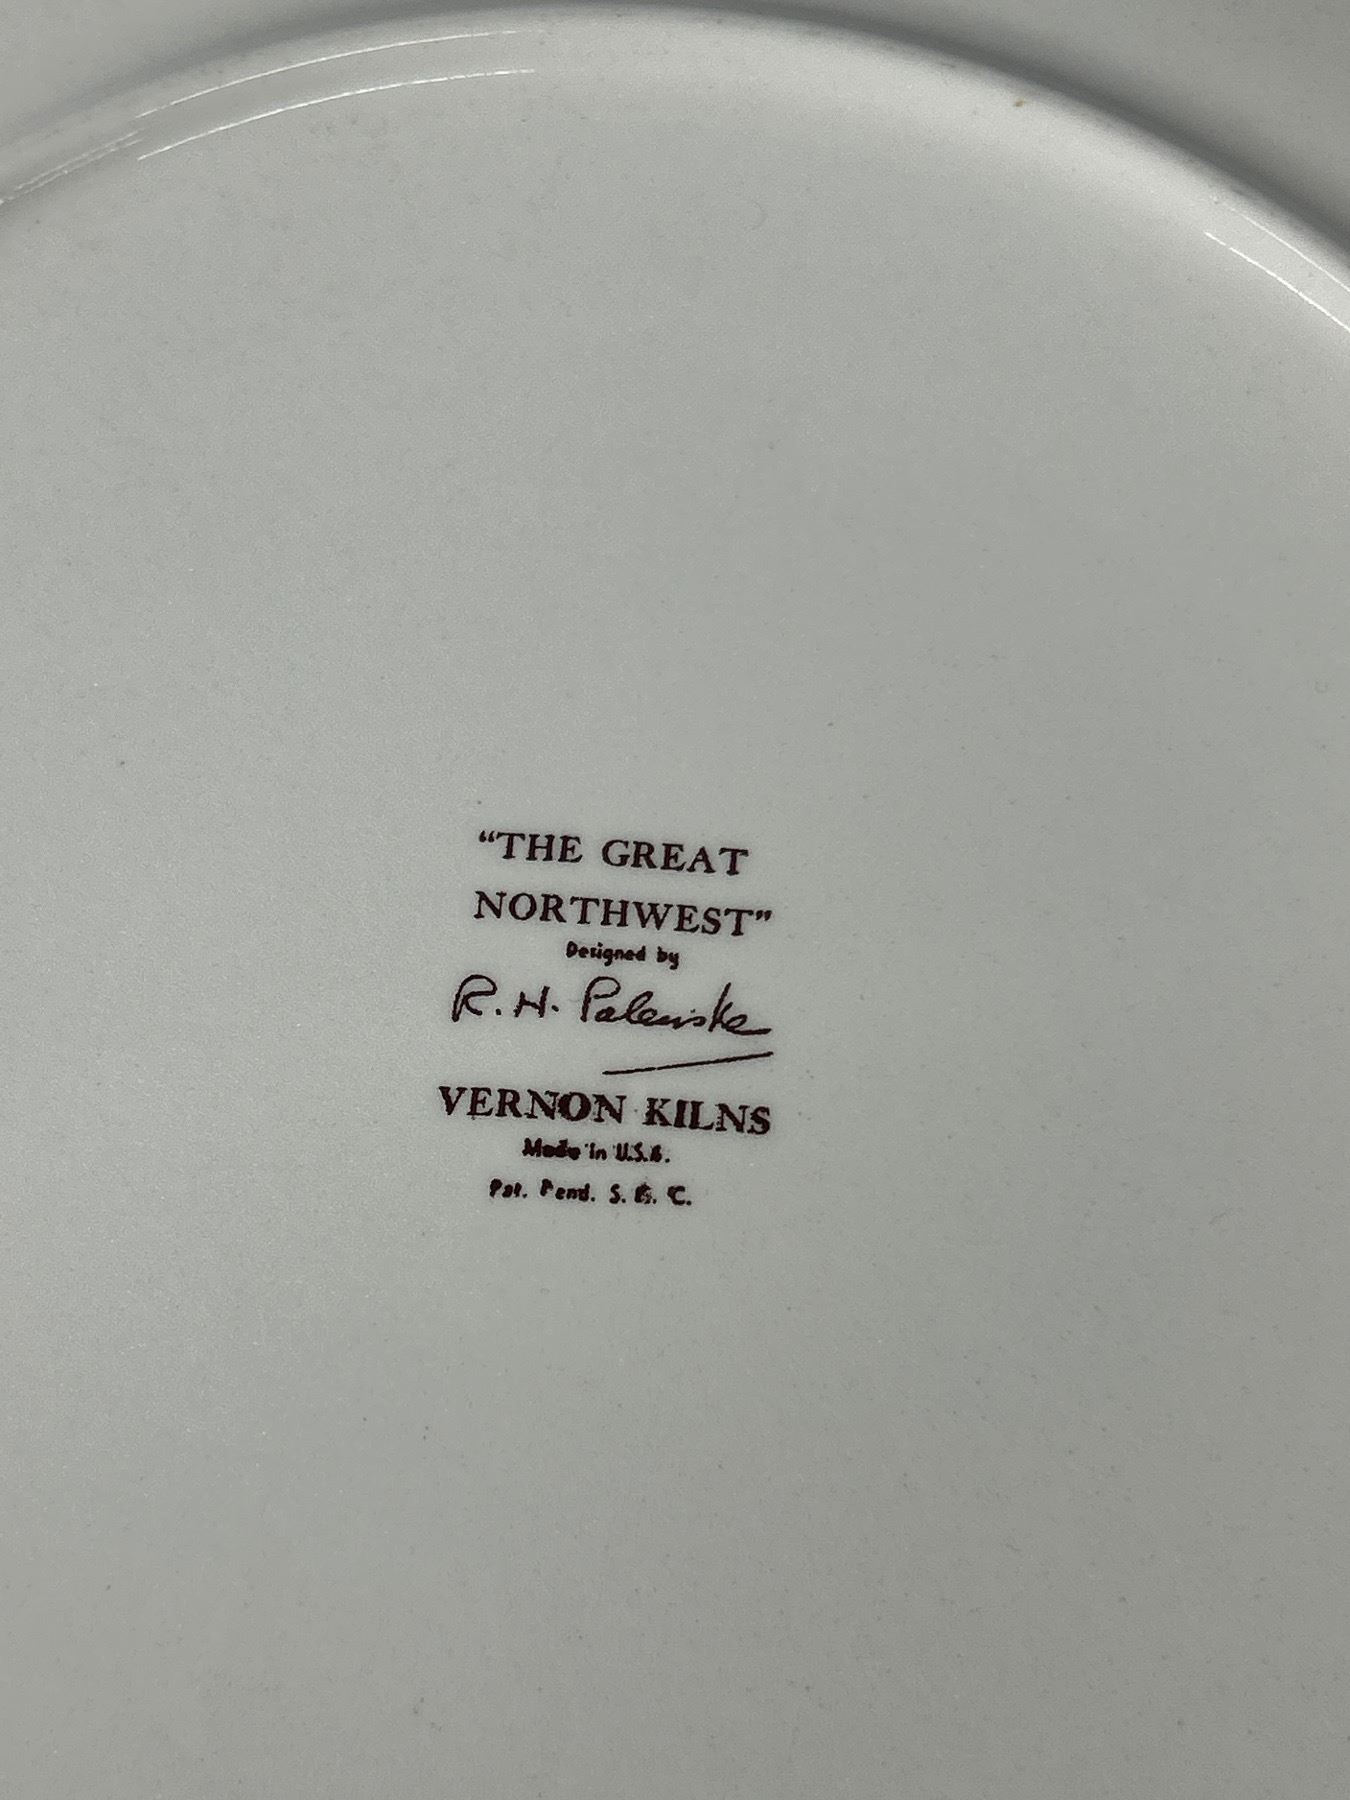 “THE GREAT
NORTHWEST”
Designed by
R. H. Palenske
VERNON KILNS
Made in U.S.A.
Pat. Pend. S. G. C.